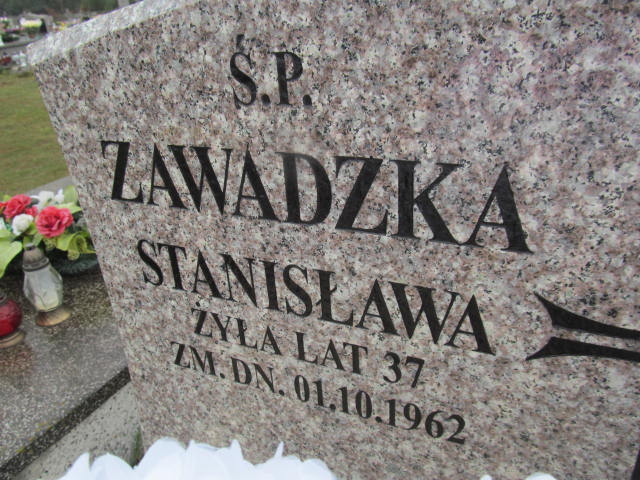 Ś.P.
ZAWADZKA
STANISŁAWA
ŻYŁA LAT 37
ZM. DN. 01.10.1962